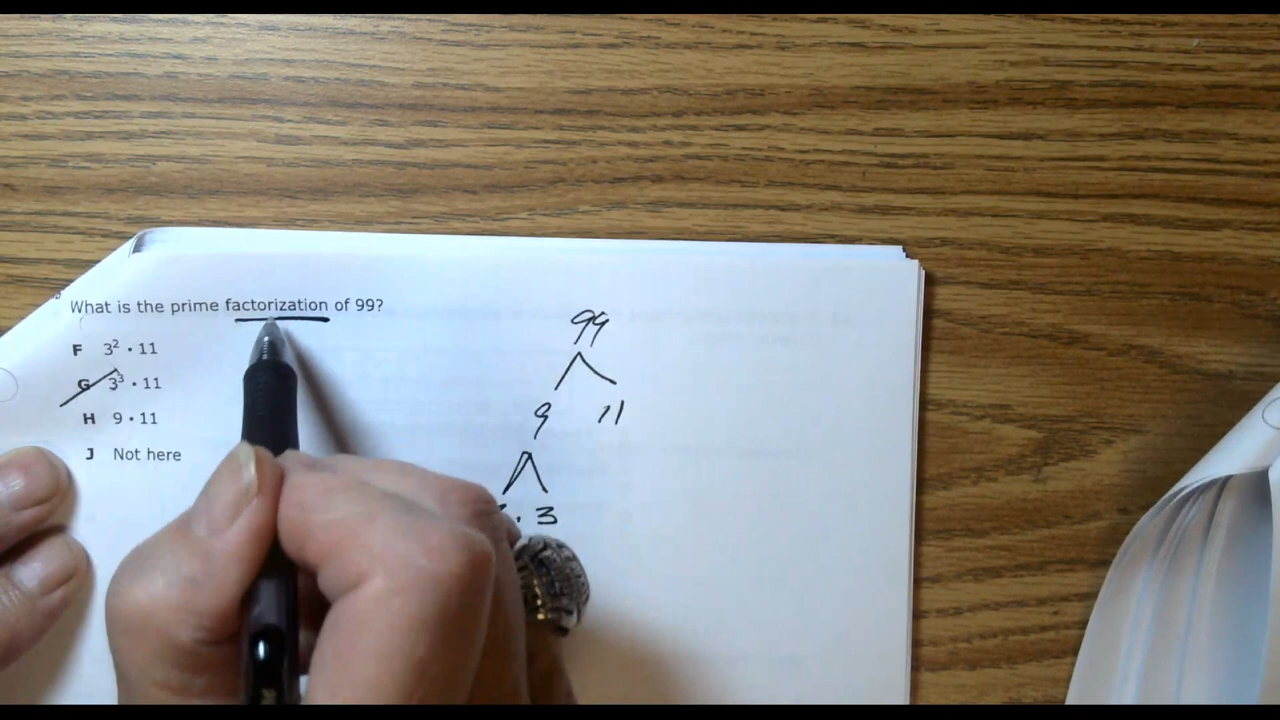 What is the prime factorization of 99?
F 3² · 11
G 3³ · 11
H 9 · 11
J Not here
99
9 11
· 3